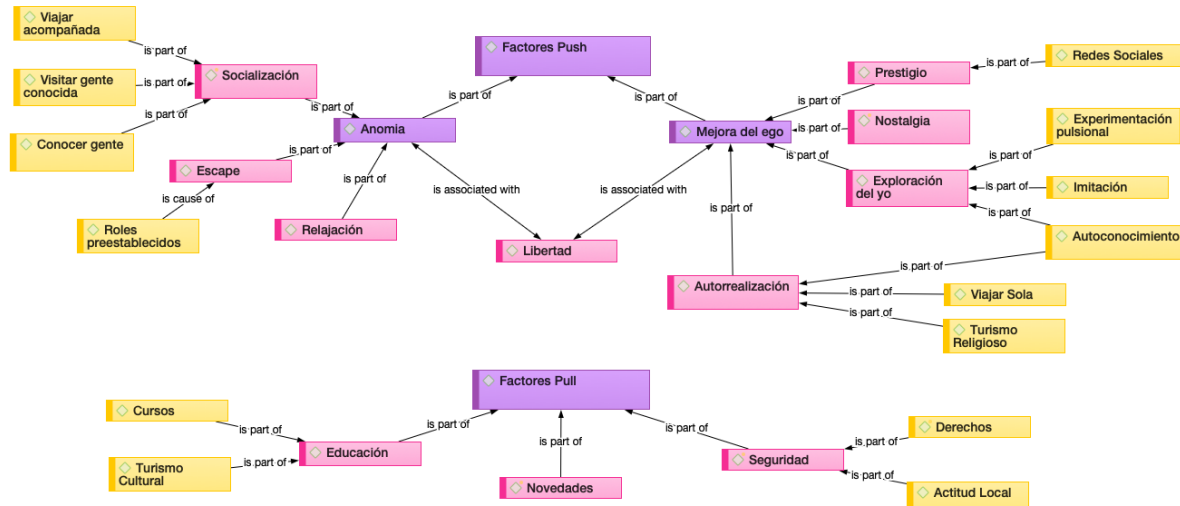 Viajar
acompañada
is part of
Visitar gente
conocida
is part of
Socialización
is part of
Conocer gente
is part of
Factores Push
is part of
is part of
Anomia
Escape
is part of
is cause of
Roles
preestablecidos
is part of
Relajación
is associated with
is associated with
Libertad
Mejora del ego
Prestigio
is part of
Redes Sociales
is part of
Nostalgia
is part of
Exploración
del yo
is part of
Experimentación
pulsional
is part of
Imitación
is part of
Autoconocimiento
is part of
is part of
Autorrealización
is part of
is part of
Viajar Sola
is part of
Turismo
Religioso
Factores Pull
Cursos
is part of
is part of
is part of
is part of
Educación
Turismo
Cultural
is part of
Novedades
Seguridad
Derechos
is part of
is part of
Actitud Local